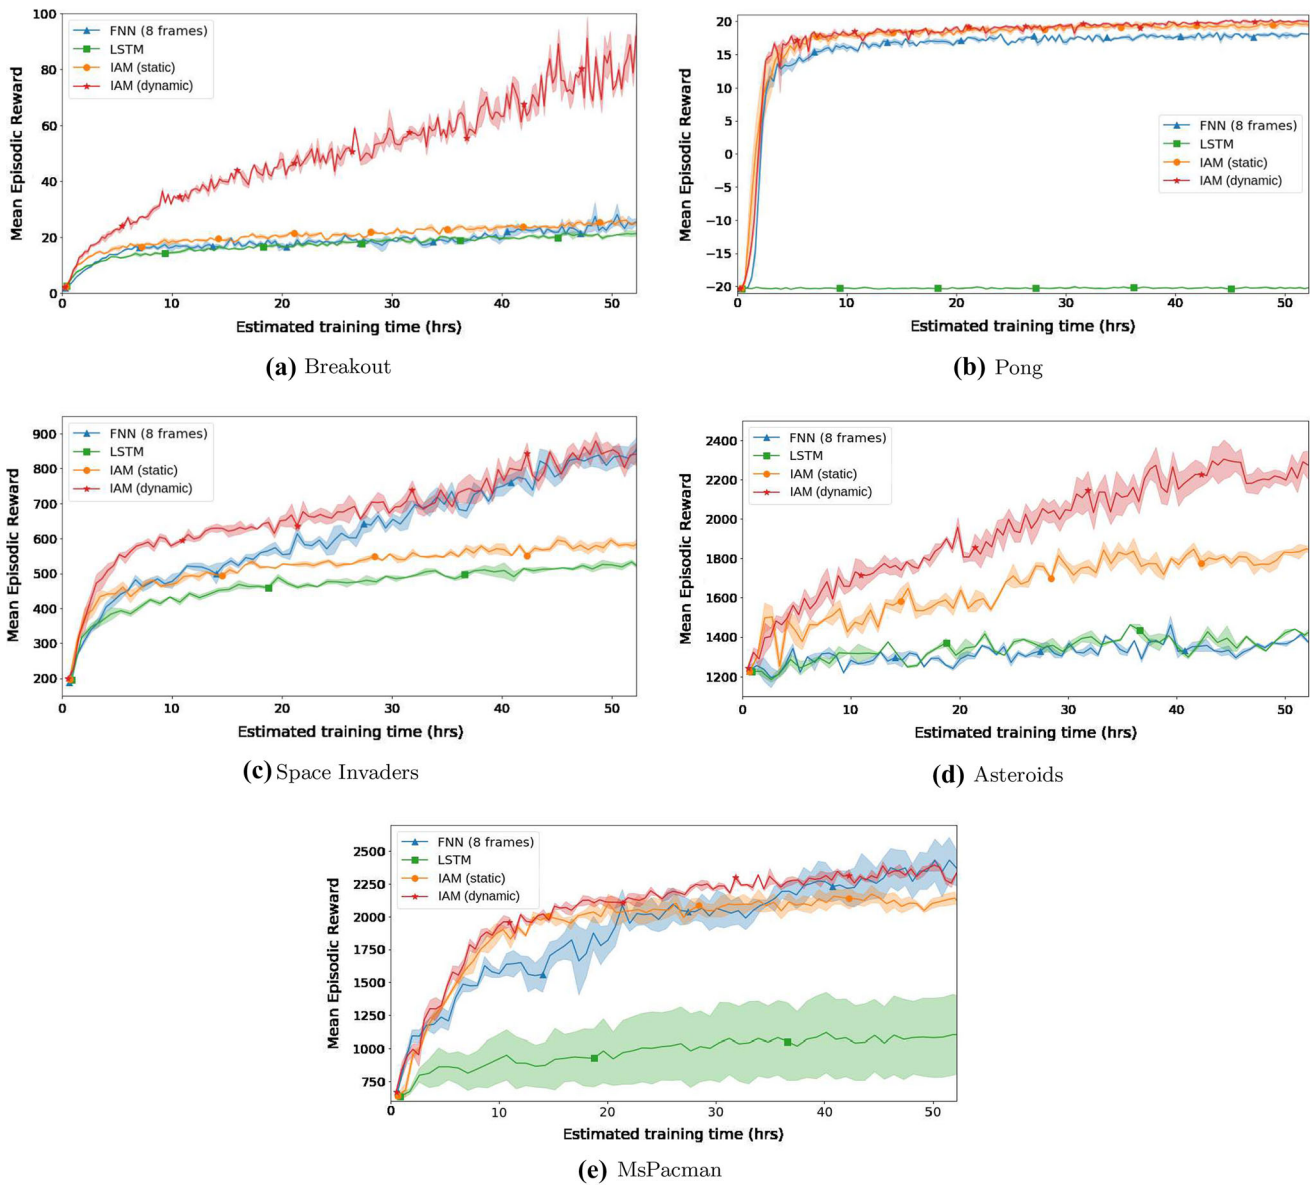 100
80
60
40
20
0
Mean Episodic Reward
FNN (8 frames)
LSTM
IAM (static)
IAM (dynamic)
0 10 20 30 40 50
Estimated training time (hrs)
(a) Breakout
20
15
10
5
0
−5
−10
−15
−20
Mean Episodic Reward
FNN (8 frames)
LSTM
IAM (static)
IAM (dynamic)
0 10 20 30 40 50
Estimated training time (hrs)
(b) Pong
900
800
700
600
500
400
300
200
Mean Episodic Reward
FNN (8 frames)
LSTM
IAM (static)
IAM (dynamic)
0 10 20 30 40 50
Estimated training time (hrs)
(c) Space Invaders
2400
2200
2000
1800
1600
1400
1200
Mean Episodic Reward
FNN (8 frames)
LSTM
IAM (static)
IAM (dynamic)
0 10 20 30 40 50
Estimated training time (hrs)
(d) Asteroids
2500
2250
2000
1750
1500
1250
1000
750
Mean Episodic Reward
FNN (8 frames)
LSTM
IAM (static)
IAM (dynamic)
0 10 20 30 40 50
Estimated training time (hrs)
(e) MsPacman